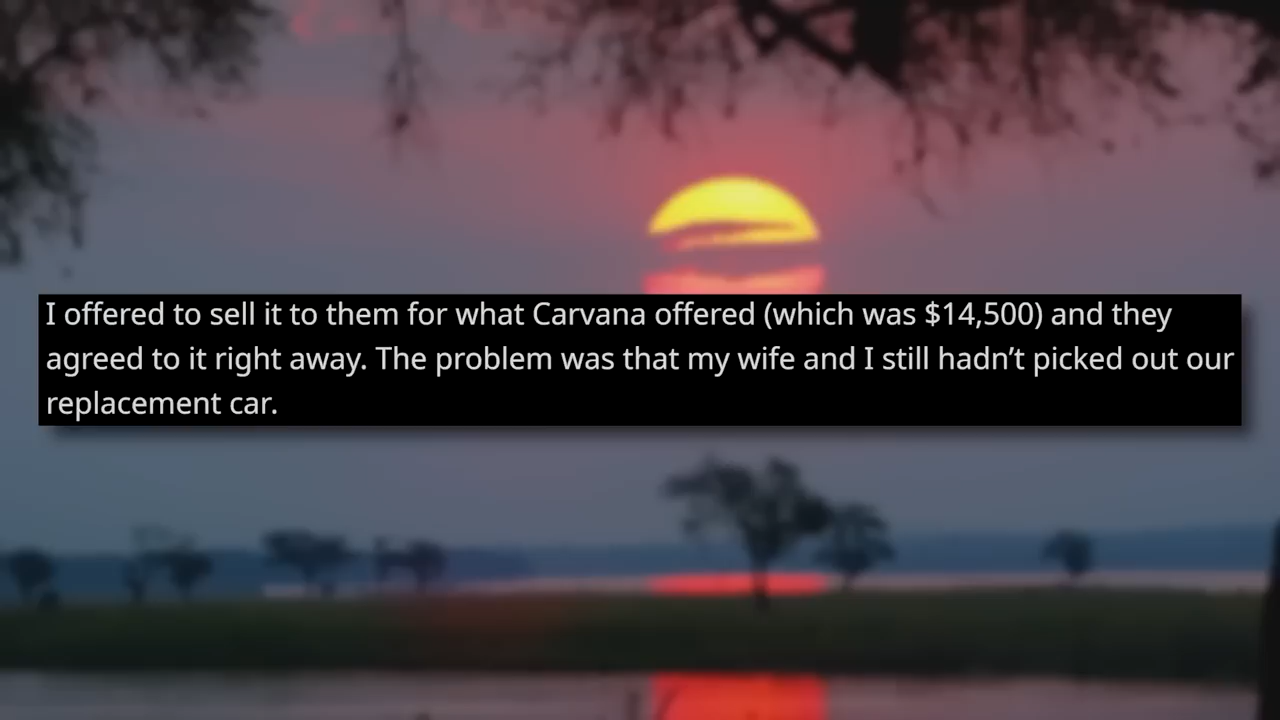 I offered to sell it to them for what Carvana offered (which was $14,500) and they
agreed to it right away. The problem was that my wife and I still hadn’t picked out our
replacement car.